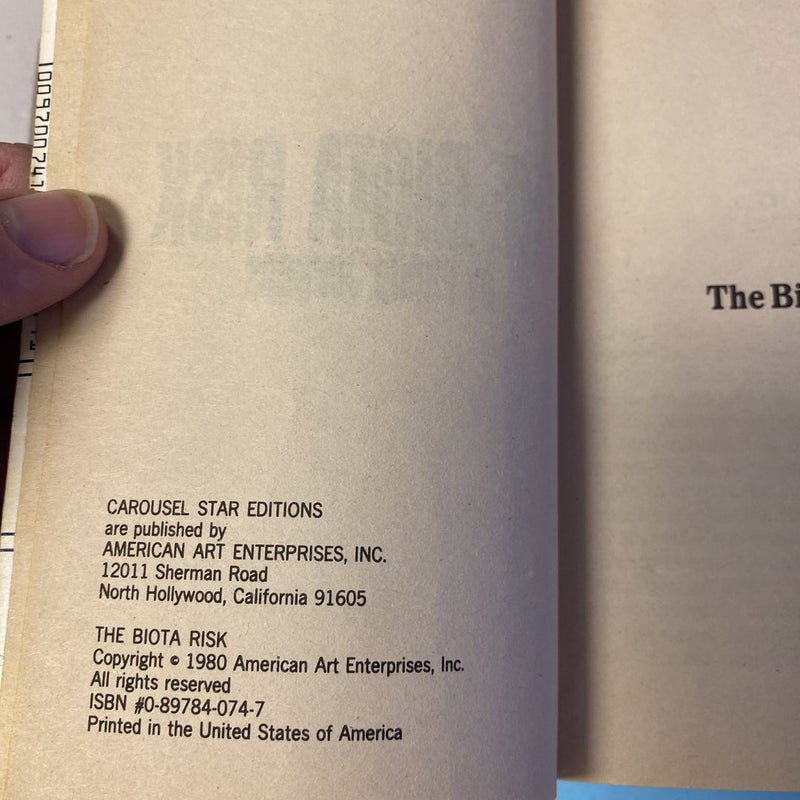 CAROUSEL STAR EDITIONS
are published by
AMERICAN ART ENTERPRISES, INC.
12011 Sherman Road
North Hollywood, California 91605
THE BIOTA RISK
Copyright © 1980 American Art Enterprises, Inc.
All rights reserved
ISBN #0-89784-074-7
Printed in the United States of America
The Bi